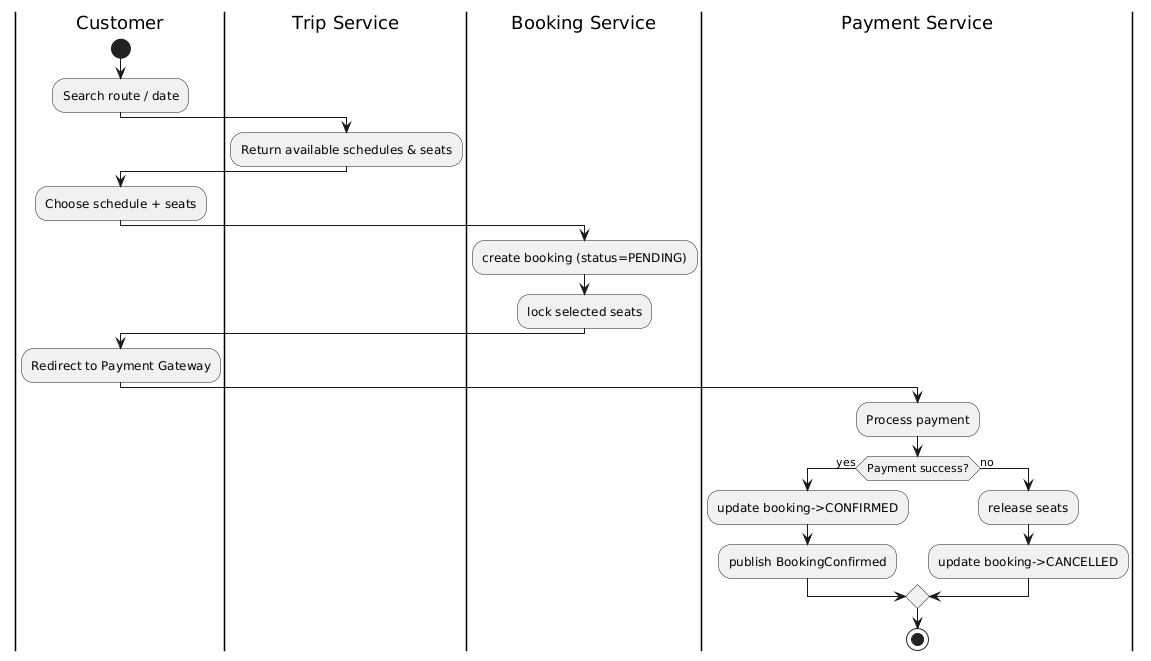 Customer
Trip Service
Booking Service
Payment Service
Search route / date
Return available schedules & seats
Choose schedule + seats
create booking (status=PENDING)
lock selected seats
Redirect to Payment Gateway
Process payment
yes
Payment success?
no
update booking->CONFIRMED
release seats
publish BookingConfirmed
update booking->CANCELLED